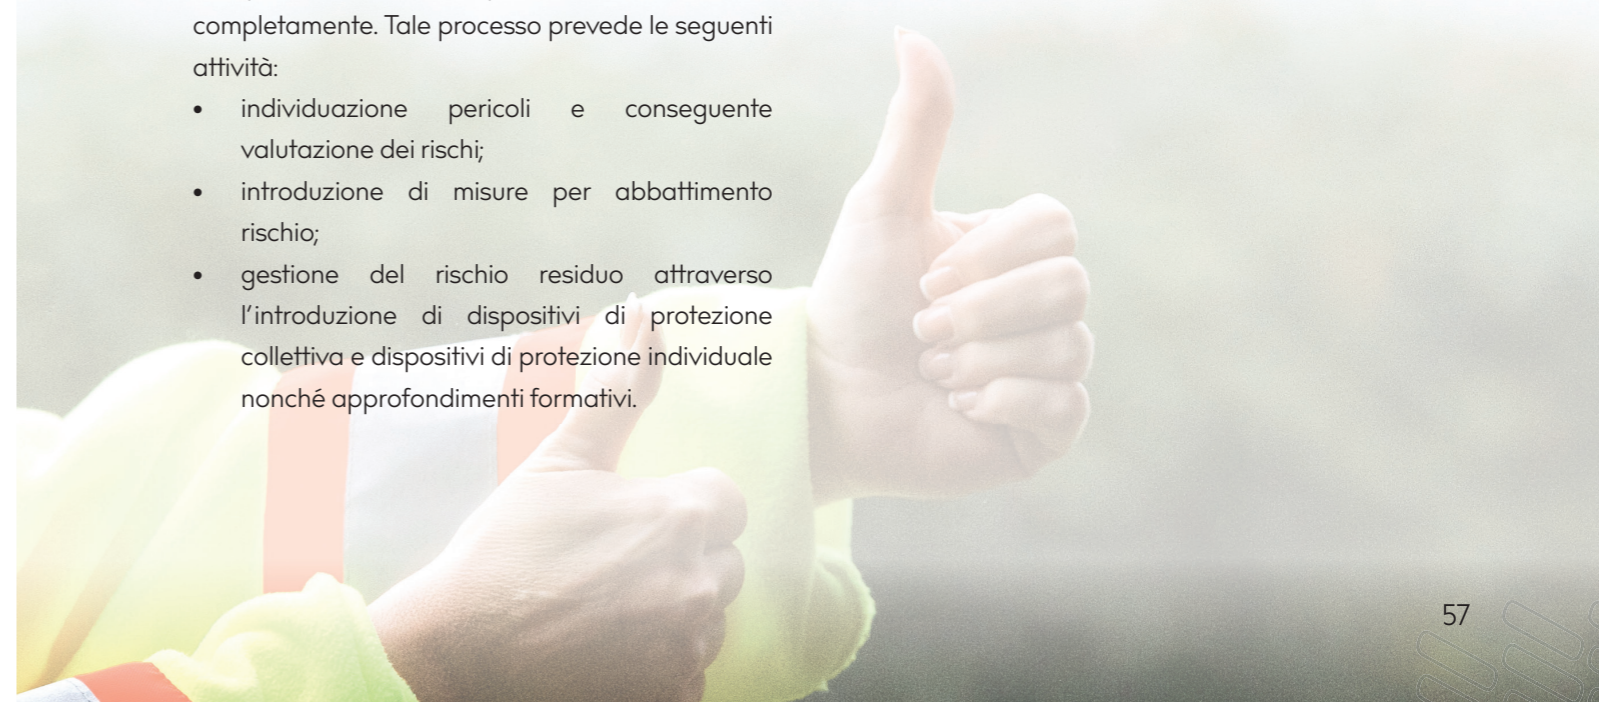 completamente. Tale processo prevede le seguenti
attività:
• individuazione pericoli e conseguente
valutazione dei rischi;
• introduzione di misure per abbattimento
rischio;
• gestione del rischio residuo attraverso
l'introduzione di dispositivi di protezione
collettiva e dispositivi di protezione individuale
nonché approfondimenti formativi.
57